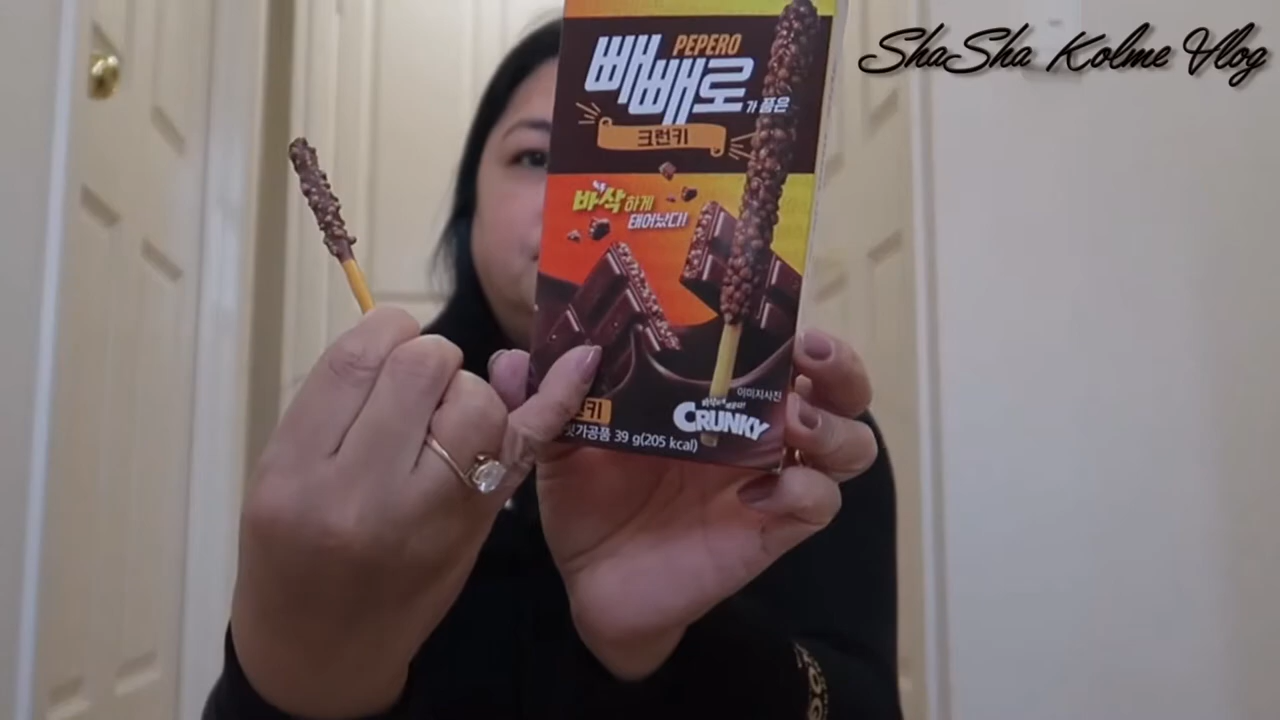 ShaSha Kolme Vlog
PEPERO
빼빼로가 품은
크런키
바삭하게
태어났다!
이미지사진
CRUNKY
39 g(205 kcal)